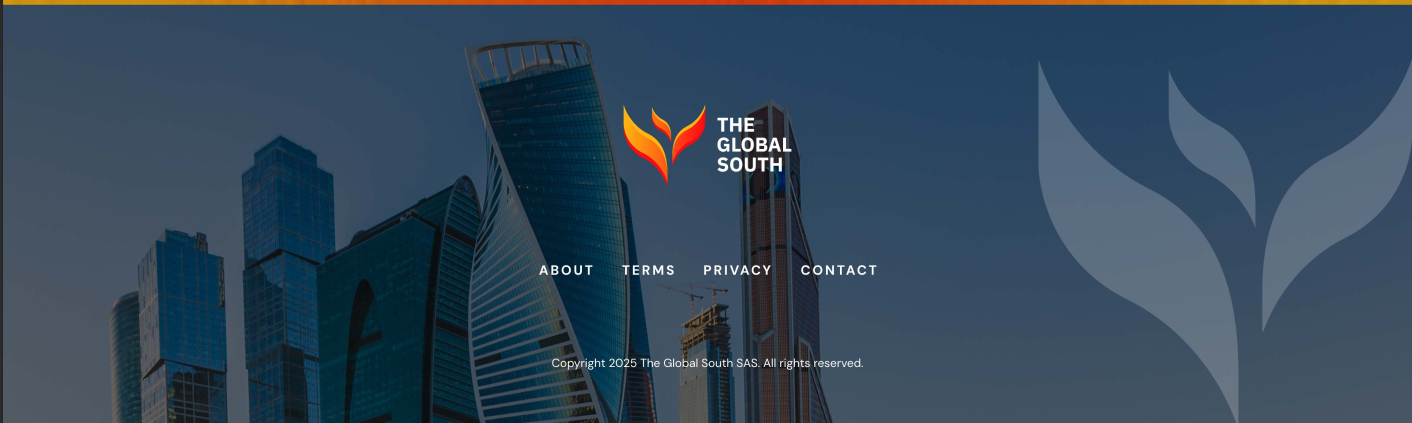 THE
GLOBAL
SOUTH
ABOUT TERMS PRIVACY CONTACT
Copyright 2025 The Global South SAS. All rights reserved.